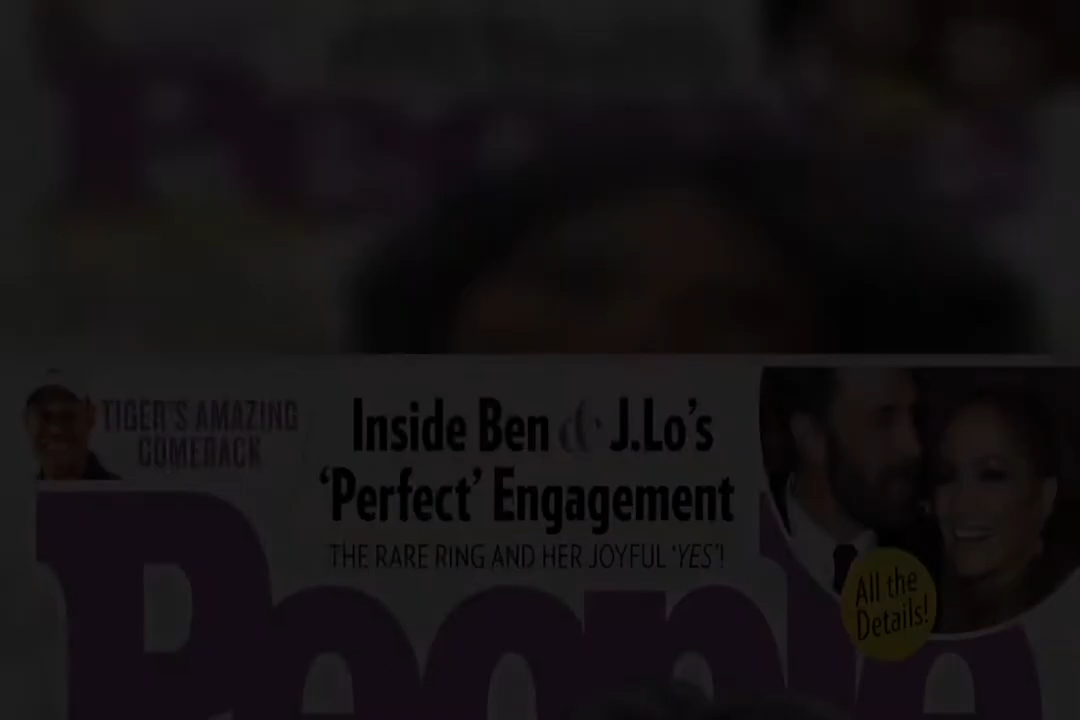 TIGER'S AMAZING
COMEBACK
Inside Ben & J.Lo's
'Perfect' Engagement
THE RARE RING AND HER JOYFUL 'YES'!
All the
Details!
People